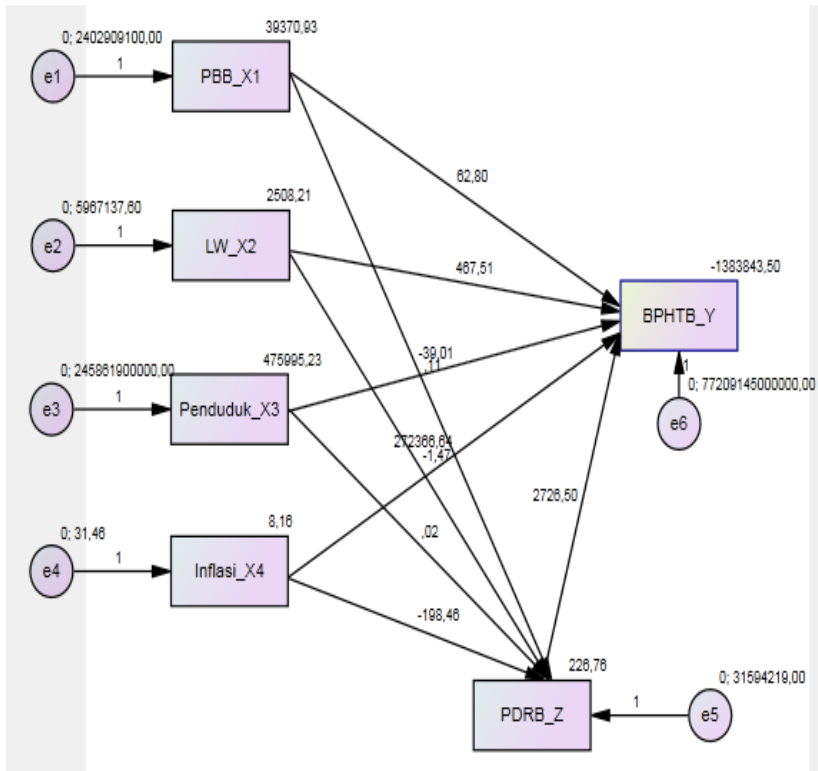 39370,93
0; 2402909100,00
e1
1
PBB_X1
62,80
2508,21
0; 5967137,60
e2
1
LW_X2
467,51
-1383843,50
BPHTB_Y
475995,23
0; 245861900000,00
e3
1
Penduduk_X3
-39,01
,11
1
0; 77209145000000,00
e6
272366,64
-1,47
2726,50
8,16
0; 31,46
e4
1
Inflasi_X4
,02
-198,46
226,76
0; 31594219,00
PDRB_Z
1
e5